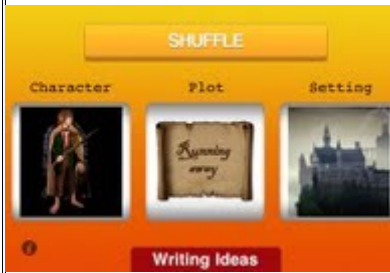 SHUFFLE
Character Plot Setting
Running
away
Writing Ideas